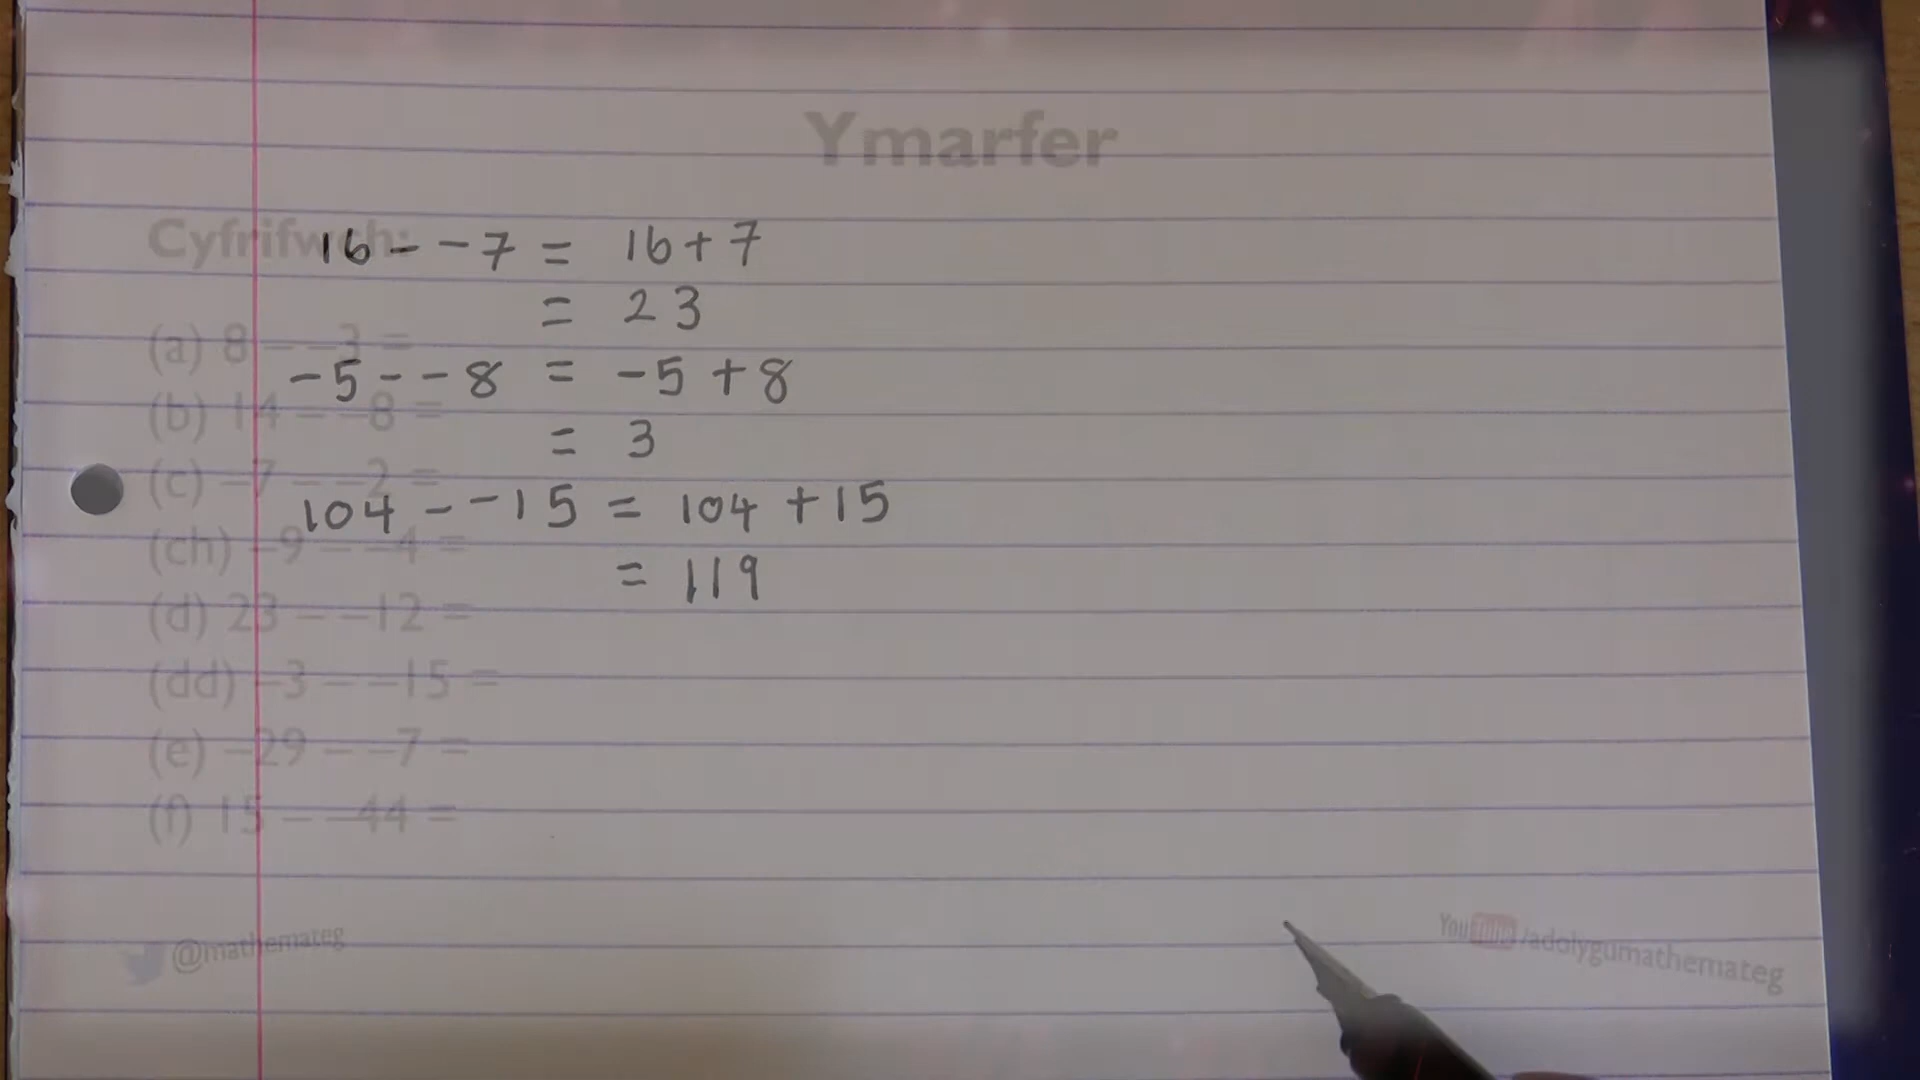 Ymarfer
Cyfrifwch:
16 - -7 = 16 + 7
= 23
(a) 8 – –3 =
-5 - -8 = -5 + 8
(b) 14 – –8 =
= 3
(c) –7 – –2 =
104 - -15 = 104 + 15
(ch) –9 – –4 =
= 119
(d) 23 – –12 =
(dd) –3 – –15 =
(e) –29 – –7 =
(f) 15 – –44 =
@mathemateg
YouTube /adolygumathemateg